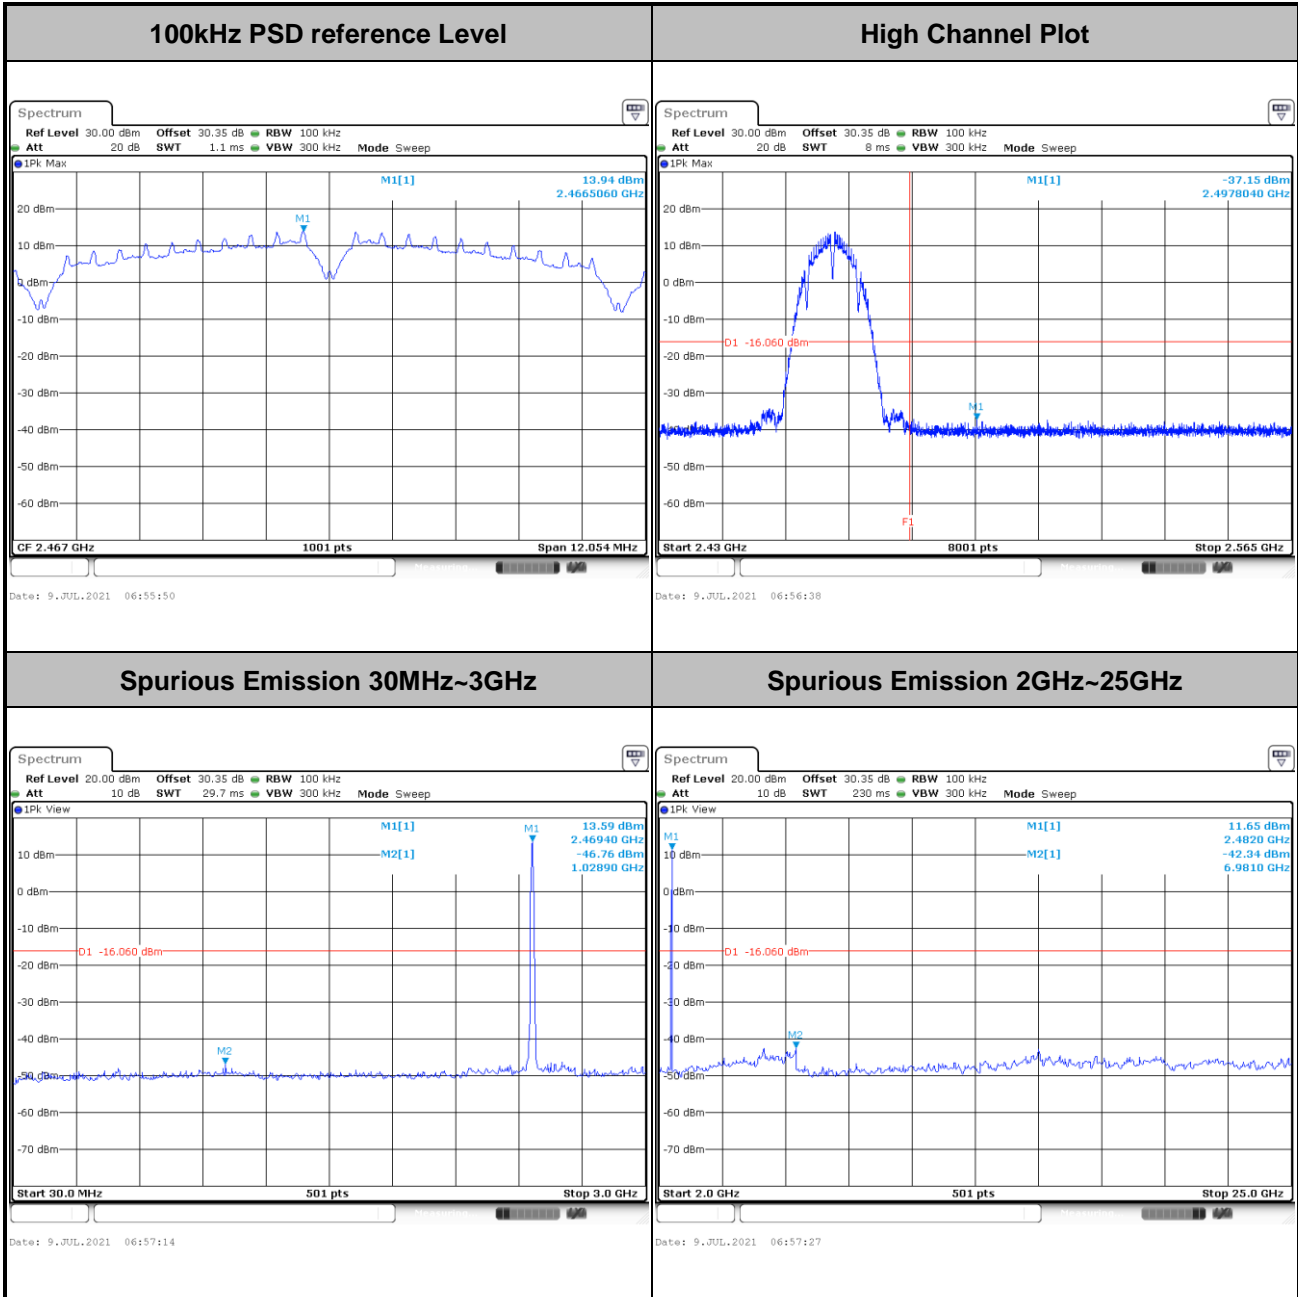 100kHz PSD reference Level
High Channel Plot
Spectrum
Ref Level 30.00 dBm Offset 30.35 dB RBW 100 kHz
Att 20 dB SWT 1.1 ms VBW 300 kHz Mode Sweep
1Pk Max
M1[1] 13.94 dBm
2.4665060 GHz
M1
20 dBm
10 dBm
0 dBm
-10 dBm
-20 dBm
-30 dBm
-40 dBm
-50 dBm
-60 dBm
CF 2.467 GHz 1001 pts Span 12.054 MHz
Measuring
Date: 9.JUL.2021 06:55:50
Spectrum
Ref Level 30.00 dBm Offset 30.35 dB RBW 100 kHz
Att 20 dB SWT 8 ms VBW 300 kHz Mode Sweep
1Pk Max
M1[1] -37.15 dBm
2.4978040 GHz
20 dBm
10 dBm
0 dBm
-10 dBm
D1 -16.060 dBm
-20 dBm
-30 dBm
M1
-40 dBm
-50 dBm
-60 dBm
F1
Start 2.43 GHz 8001 pts Stop 2.565 GHz
Measuring
Date: 9.JUL.2021 06:56:38
Spurious Emission 30MHz~3GHz
Spurious Emission 2GHz~25GHz
Spectrum
Ref Level 20.00 dBm Offset 30.35 dB RBW 100 kHz
Att 10 dB SWT 29.7 ms VBW 300 kHz Mode Sweep
1Pk View
M1[1] 13.59 dBm
2.46940 GHz
M2[1] -46.76 dBm
1.02890 GHz
M1
10 dBm
0 dBm
-10 dBm
D1 -16.060 dBm
-20 dBm
-30 dBm
-40 dBm
M2
-50 dBm
-60 dBm
-70 dBm
Start 30.0 MHz 501 pts Stop 3.0 GHz
Measuring
Date: 9.JUL.2021 06:57:14
Spectrum
Ref Level 20.00 dBm Offset 30.35 dB RBW 100 kHz
Att 10 dB SWT 230 ms VBW 300 kHz Mode Sweep
1Pk View
M1[1] 11.65 dBm
2.4820 GHz
M2[1] -42.34 dBm
6.9810 GHz
M1
10 dBm
0 dBm
-10 dBm
D1 -16.060 dBm
-20 dBm
-30 dBm
-40 dBm
M2
-50 dBm
-60 dBm
-70 dBm
Start 2.0 GHz 501 pts Stop 25.0 GHz
Measuring
Date: 9.JUL.2021 06:57:27